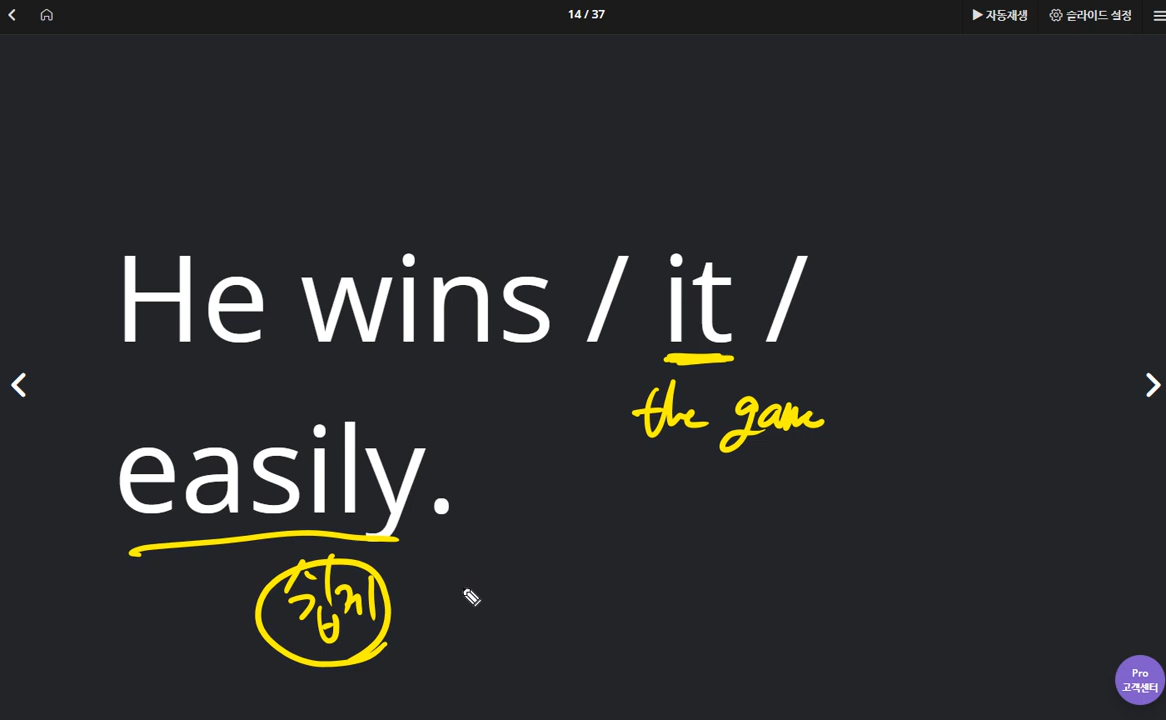 14 / 37
▶ 자동재생
슬라이드 설정
He wins / it /
the game
easily.
쉽게
Pro
고객센터